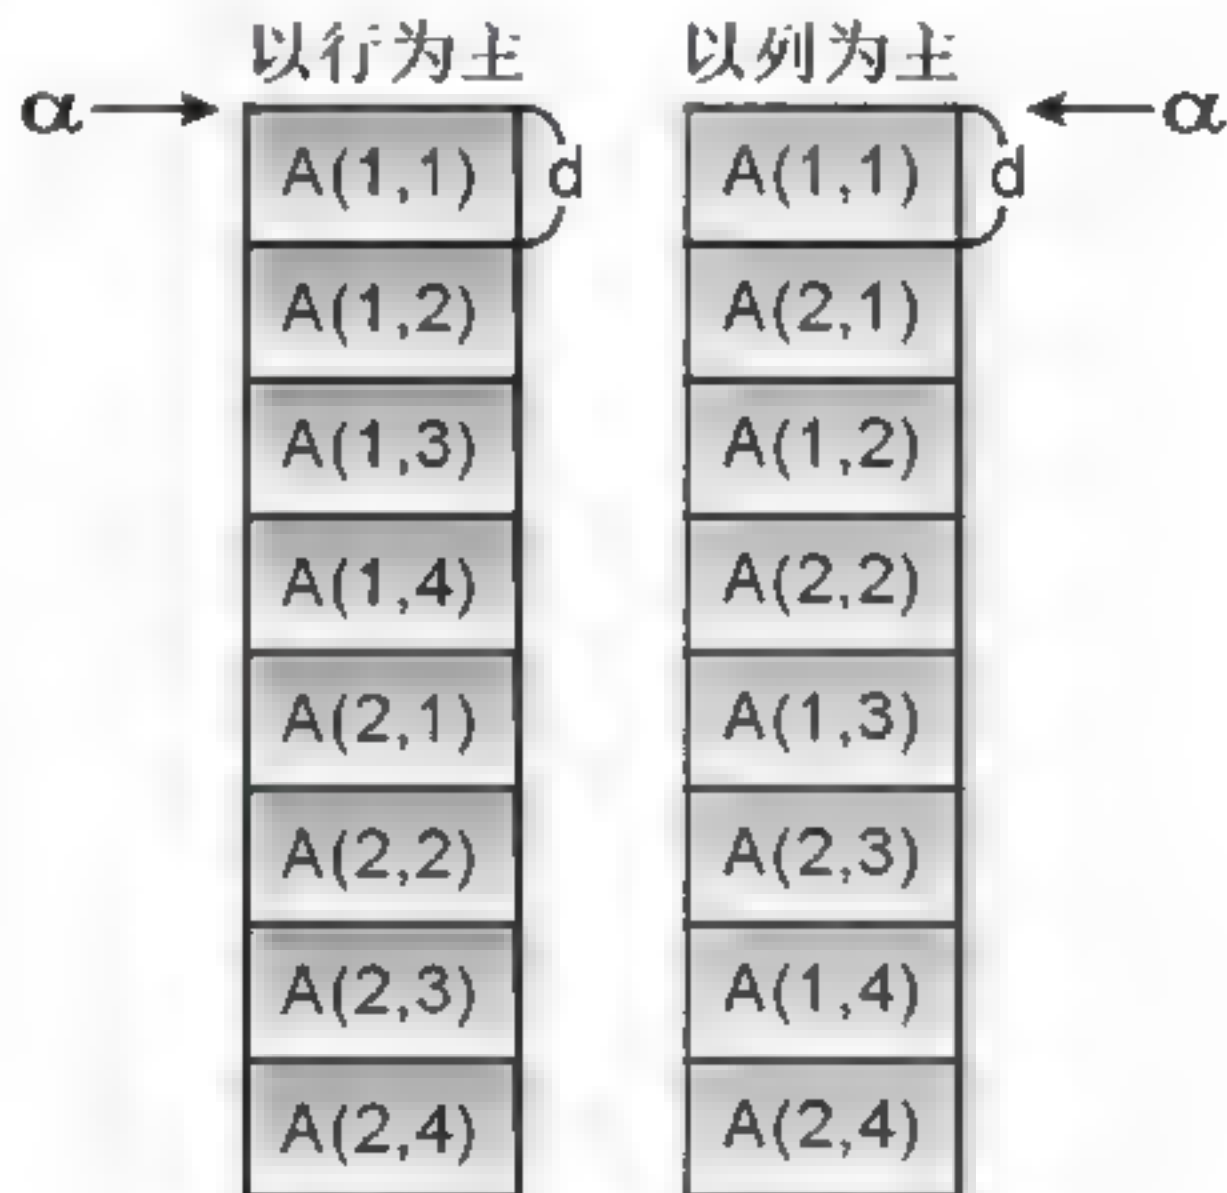 以行为主 以列为主
α α
A(1,1) d A(1,1) d
A(1,2) A(2,1)
A(1,3) A(1,2)
A(1,4) A(2,2)
A(2,1) A(1,3)
A(2,2) A(2,3)
A(2,3) A(1,4)
A(2,4) A(2,4)